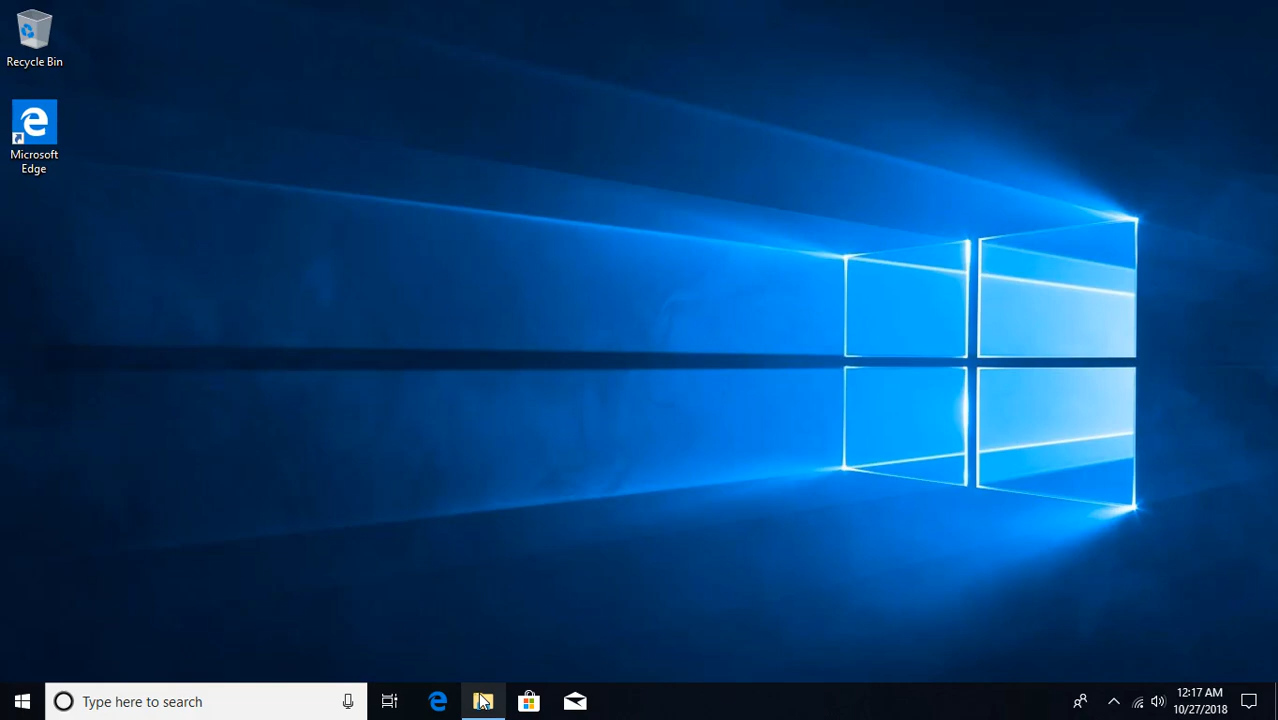 Recycle Bin
Microsoft
Edge
Type here to search
12:17 AM
10/27/2018